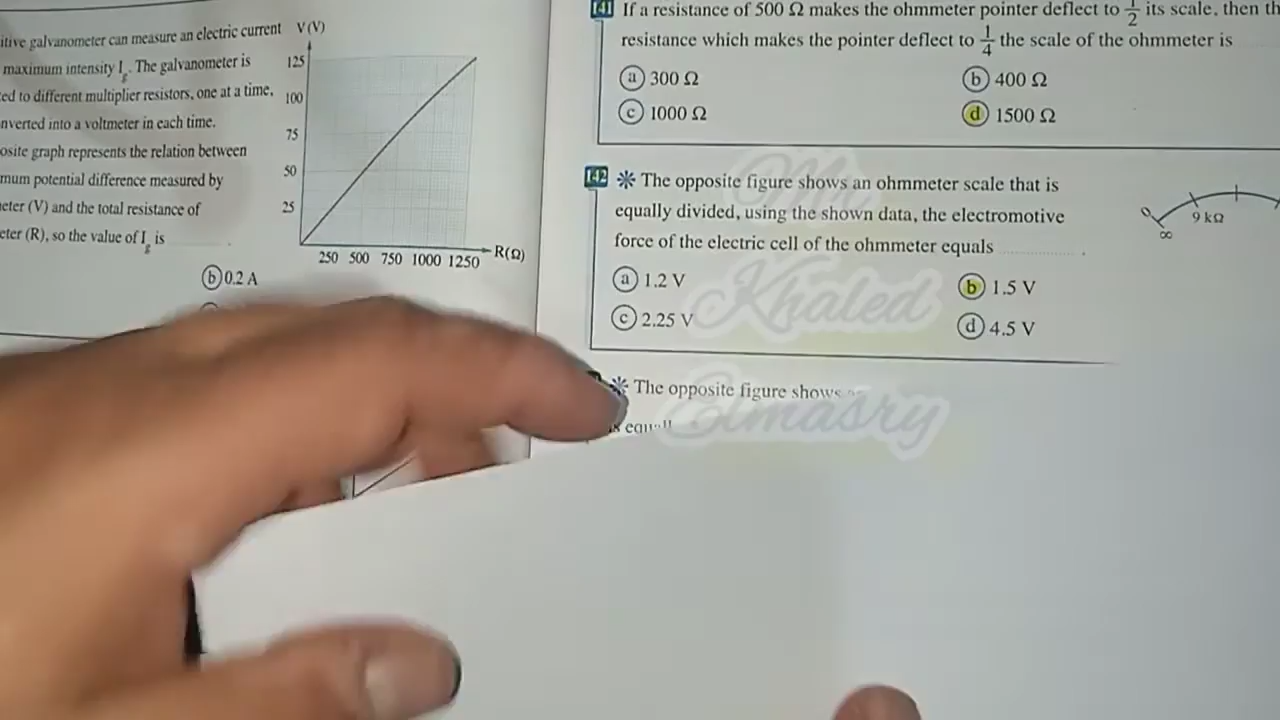 itive galvanometer can measure an electric current
maximum intensity Ig. The galvanometer is
ed to different multiplier resistors, one at a time,
nverted into a voltmeter in each time.
osite graph represents the relation between
mum potential difference measured by
eter (V) and the total resistance of
eter (R), so the value of Ig is
V(V)
125
100
75
50
25
250 500 750 1000 1250 R(Ω)
b 0.2 A
141 If a resistance of 500 Ω makes the ohmmeter pointer deflect to 1/2 its scale, then th
resistance which makes the pointer deflect to 1/4 the scale of the ohmmeter is
a 300 Ω b 400 Ω
c 1000 Ω d 1500 Ω
142 * The opposite figure shows an ohmmeter scale that is
equally divided, using the shown data, the electromotive
force of the electric cell of the ohmmeter equals ............
a 1.2 V b 1.5 V
c 2.25 V d 4.5 V
0
9 kΩ
∞
* The opposite figure shows
Mr
Khaled
Elmasry